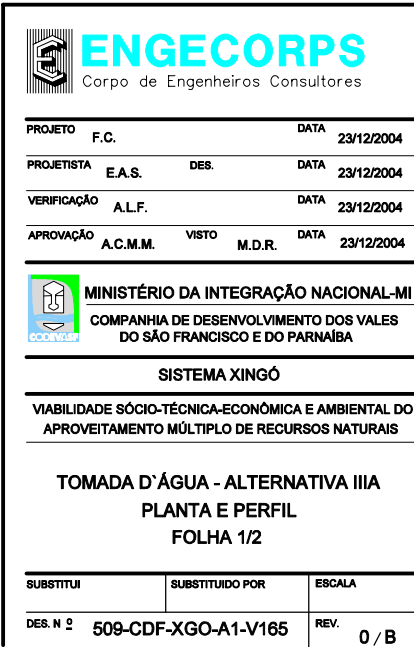 ENGECORPS
Corpo de Engenheiros Consultores
PROJETO F.C. DATA 23/12/2004
PROJETISTA E.A.S. DES. DATA 23/12/2004
VERIFICAÇÃO A.L.F. DATA 23/12/2004
APROVAÇÃO A.C.M.M. VISTO M.D.R. DATA 23/12/2004
CODEVASF
MINISTÉRIO DA INTEGRAÇÃO NACIONAL-MI
COMPANHIA DE DESENVOLVIMENTO DOS VALES
DO SÃO FRANCISCO E DO PARNAÍBA
SISTEMA XINGÓ
VIABILIDADE SÓCIO-TÉCNICA-ECONÔMICA E AMBIENTAL DO
APROVEITAMENTO MÚLTIPLO DE RECURSOS NATURAIS
TOMADA D`ÁGUA - ALTERNATIVA IIIA
PLANTA E PERFIL
FOLHA 1/2
SUBSTITUI SUBSTITUIDO POR ESCALA
DES. N º 509-CDF-XGO-A1-V165 REV. 0 / B